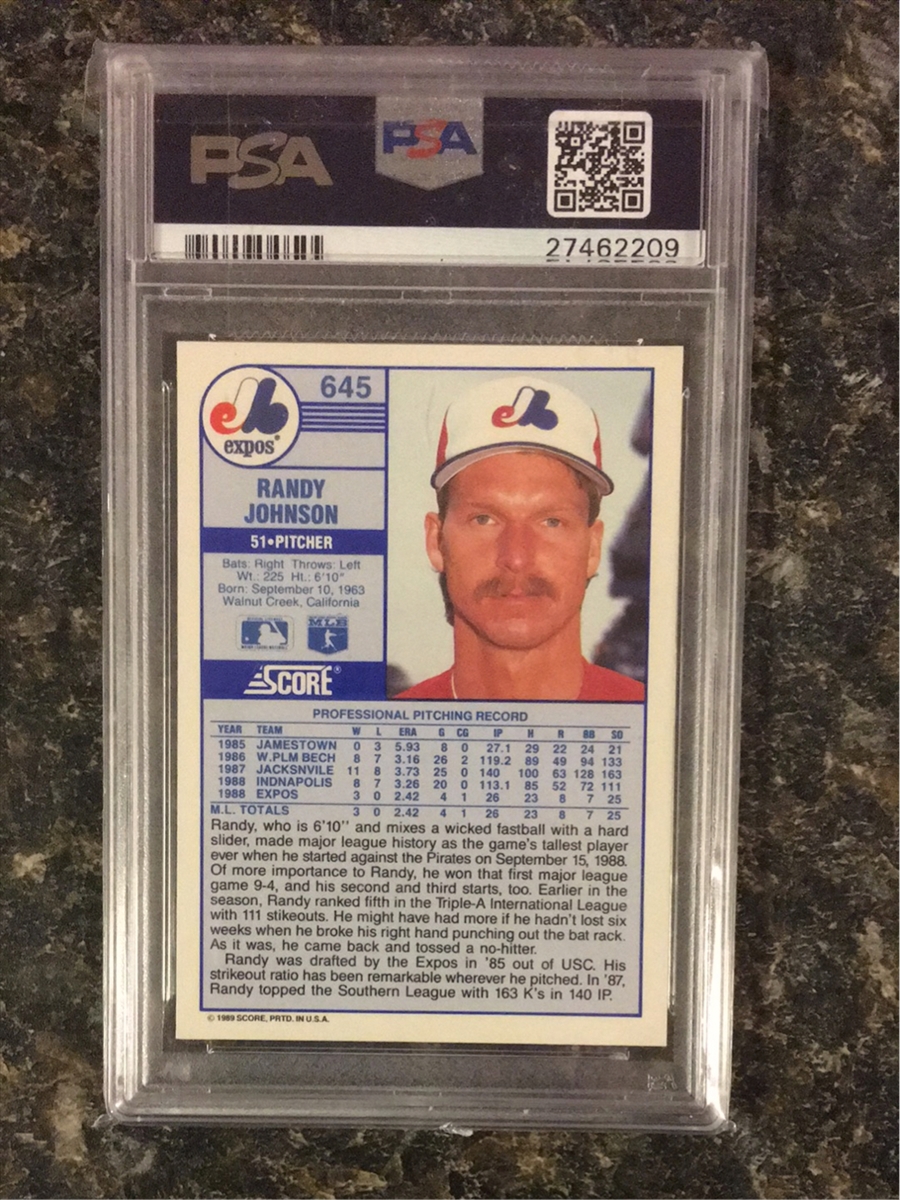 PSA
PSA
27462209
645
expos®
RANDY
JOHNSON
51•PITCHER
Bats: Right Throws: Left
Wt.: 225 Ht.: 6'10"
Born: September 10, 1963
Walnut Creek, California
MLB
SCORE®
PROFESSIONAL PITCHING RECORD
YEAR TEAM W L ERA G CG IP H R BB SO
1985 JAMESTOWN 0 3 5.93 8 0 27.1 29 22 24 21
1986 W.PLM BECH 8 7 3.16 26 2 119.2 89 49 94 133
1987 JACKSNVILE 11 8 3.73 25 0 140 100 63 128 163
1988 INDNAPOLIS 8 7 3.26 20 0 113.1 85 52 72 111
1988 EXPOS 3 0 2.42 4 1 26 23 8 7 25
M.L. TOTALS 3 0 2.42 4 1 26 23 8 7 25
Randy, who is 6'10" and mixes a wicked fastball with a hard
slider, made major league history as the game's tallest player
ever when he started against the Pirates on September 15, 1988.
Of more importance to Randy, he won that first major league
game 9-4, and his second and third starts, too. Earlier in the
season, Randy ranked fifth in the Triple-A International League
with 111 stikeouts. He might have had more if he hadn't lost six
weeks when he broke his right hand punching out the bat rack.
As it was, he came back and tossed a no-hitter.
Randy was drafted by the Expos in '85 out of USC. His
strikeout ratio has been remarkable wherever he pitched. In '87,
Randy topped the Southern League with 163 K's in 140 IP.
© 1989 SCORE, PRTD. IN U.S.A.